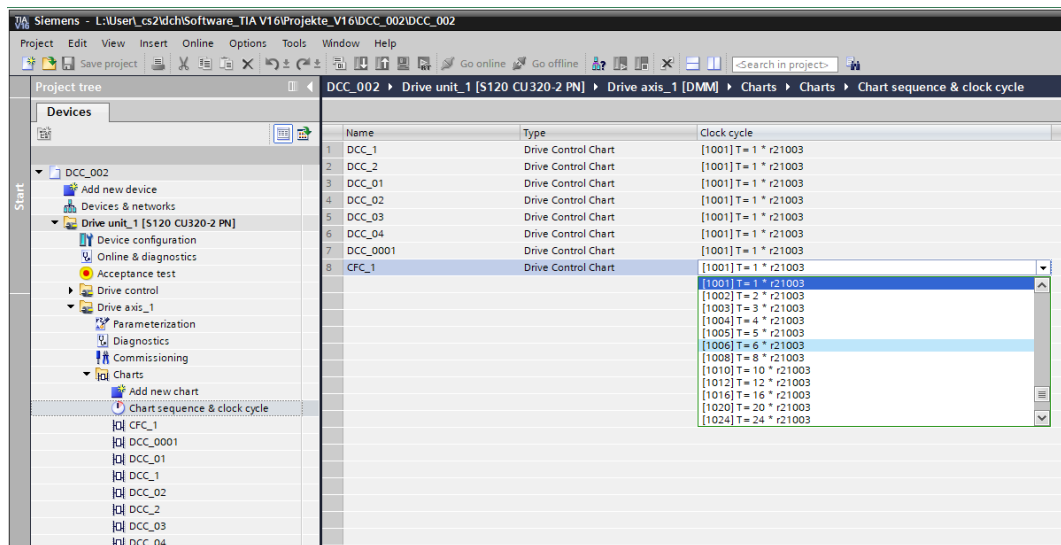 TIA V16 Siemens - L:\User\_cs2\dch\Software_TIA V16\Projekte_V16\DCC_002\DCC_002
Project Edit View Insert Online Options Tools Window Help
Save project Go online Go offline <Search in project>
Project tree
DCC_002 Drive unit_1 [S120 CU320-2 PN] Drive axis_1 [DMM] Charts Charts Chart sequence & clock cycle
Devices
Start
DCC_002
Add new device
Devices & networks
Drive unit_1 [S120 CU320-2 PN]
Device configuration
Online & diagnostics
Acceptance test
Drive control
Drive axis_1
Parameterization
Diagnostics
Commissioning
Charts
Add new chart
Chart sequence & clock cycle
CFC_1
DCC_0001
DCC_01
DCC_1
DCC_02
DCC_2
DCC_03
DCC_04
Name Type Clock cycle
1 DCC_1 Drive Control Chart [1001] T = 1 * r21003
2 DCC_2 Drive Control Chart [1001] T = 1 * r21003
3 DCC_01 Drive Control Chart [1001] T = 1 * r21003
4 DCC_02 Drive Control Chart [1001] T = 1 * r21003
5 DCC_03 Drive Control Chart [1001] T = 1 * r21003
6 DCC_04 Drive Control Chart [1001] T = 1 * r21003
7 DCC_0001 Drive Control Chart [1001] T = 1 * r21003
8 CFC_1 Drive Control Chart [1001] T = 1 * r21003
[1001] T = 1 * r21003
[1002] T = 2 * r21003
[1003] T = 3 * r21003
[1004] T = 4 * r21003
[1005] T = 5 * r21003
[1006] T = 6 * r21003
[1008] T = 8 * r21003
[1010] T = 10 * r21003
[1012] T = 12 * r21003
[1016] T = 16 * r21003
[1020] T = 20 * r21003
[1024] T = 24 * r21003